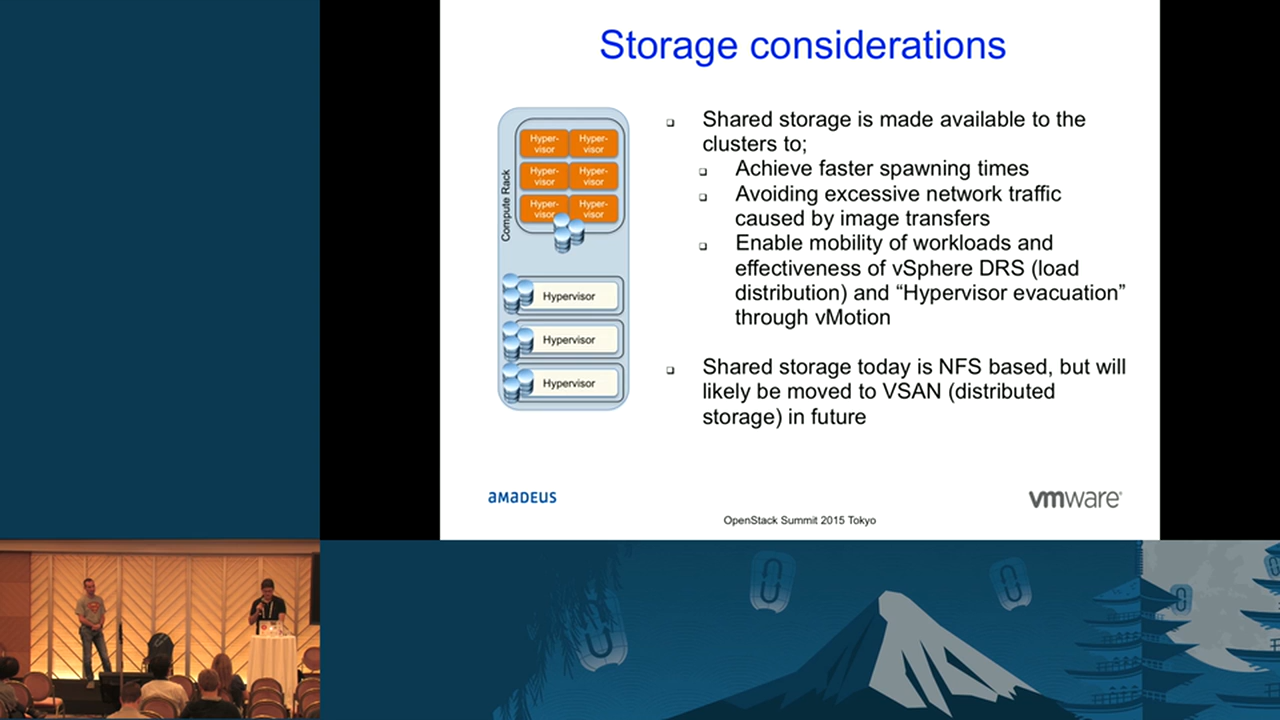 Storage considerations
Compute Rack
Hyper-
visor
Hyper-
visor
Hyper-
visor
Hyper-
visor
Hyper-
visor
Hyper-
visor
Hypervisor
Hypervisor
Hypervisor
❑ Shared storage is made available to the
clusters to;
❑ Achieve faster spawning times
❑ Avoiding excessive network traffic
caused by image transfers
❑ Enable mobility of workloads and
effectiveness of vSphere DRS (load
distribution) and “Hypervisor evacuation”
through vMotion
❑ Shared storage today is NFS based, but will
likely be moved to VSAN (distributed
storage) in future
amadeus
vmware
OpenStack Summit 2015 Tokyo